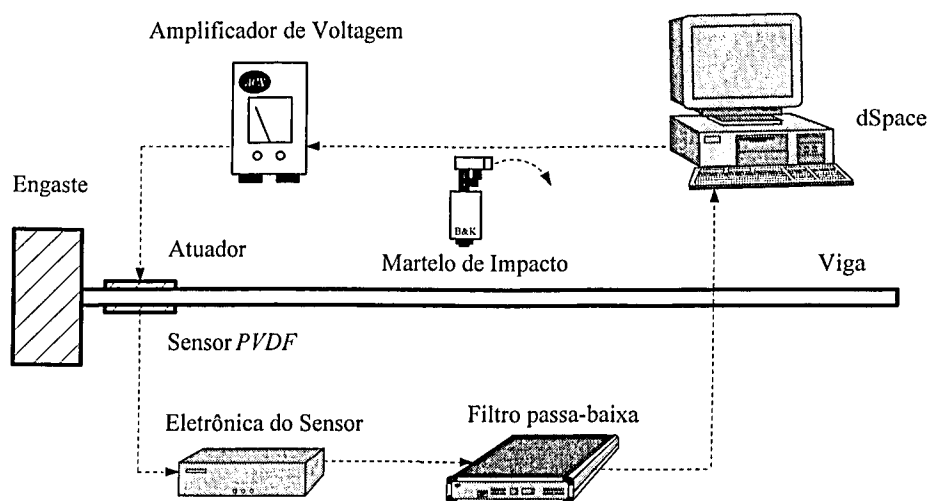 Amplificador de Voltagem
dSpace
Engaste
B&K
Atuador
Martelo de Impacto
Viga
Sensor PVDF
Eletrônica do Sensor
Filtro passa-baixa